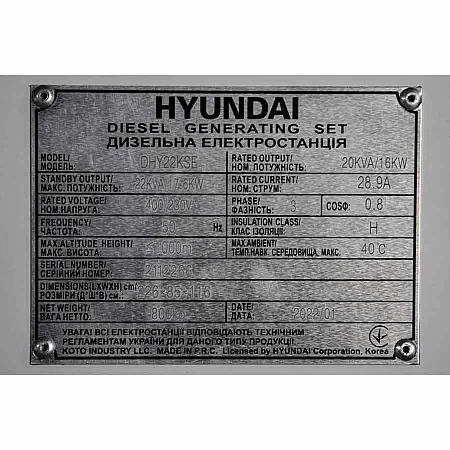 HYUNDAI
DIESEL GENERATING SET
ДИЗЕЛЬНА ЕЛЕКТРОСТАНЦІЯ
MODEL/ DHY22KSE RATED OUTPUT/ 20KVA/16KW
МОДЕЛЬ: НОМ. ПОТУЖНІСТЬ:
STANDBY OUTPUT/ 22KVA/17.6KW RATED CURRENT/ 28.9A
МАКС. ПОТУЖНІСТЬ: НОМ. СТРУМ:
RATED VOLTAGE/ 400/230V PHASE/ 3 COSΦ: 0.8
НОМ.НАПРУГА: ФАЗНІСТЬ:
FREQUENCY/ 50 Hz INSULATION CLASS/ H
ЧАСТОТА: КЛАС ІЗОЛЯЦІЇ:
MAX.ALTITUDE HEIGHT/ MAX.AMBIENT/ 40℃
МАКС. ВИСОТА: ТЕМП.НАВК. СЕРЕДОВИЩА, МАКС.
SERIAL NUMBER/
СЕРІЙНИЙ НОМЕР:
DIMENSIONS(LXWXH) cm/
РОЗМІРИ (Д*Ш*В) см:
NET WEIGHT/ DATE/ 2022/01
ВАГА НЕТТО: ДАТА:
УВАГА! ВСІ ЕЛЕКТРОСТАНЦІЇ ВІДПОВІДАЮТЬ ТЕХНІЧНИМ
РЕГЛАМЕНТАМ УКРАЇНИ ДЛЯ ДАНОГО ТИПУ ПРОДУКЦІЇ.
KOTO INDUSTRY LLC. MADE IN P.R.C. Licensed by HYUNDAI Corporation, Korea